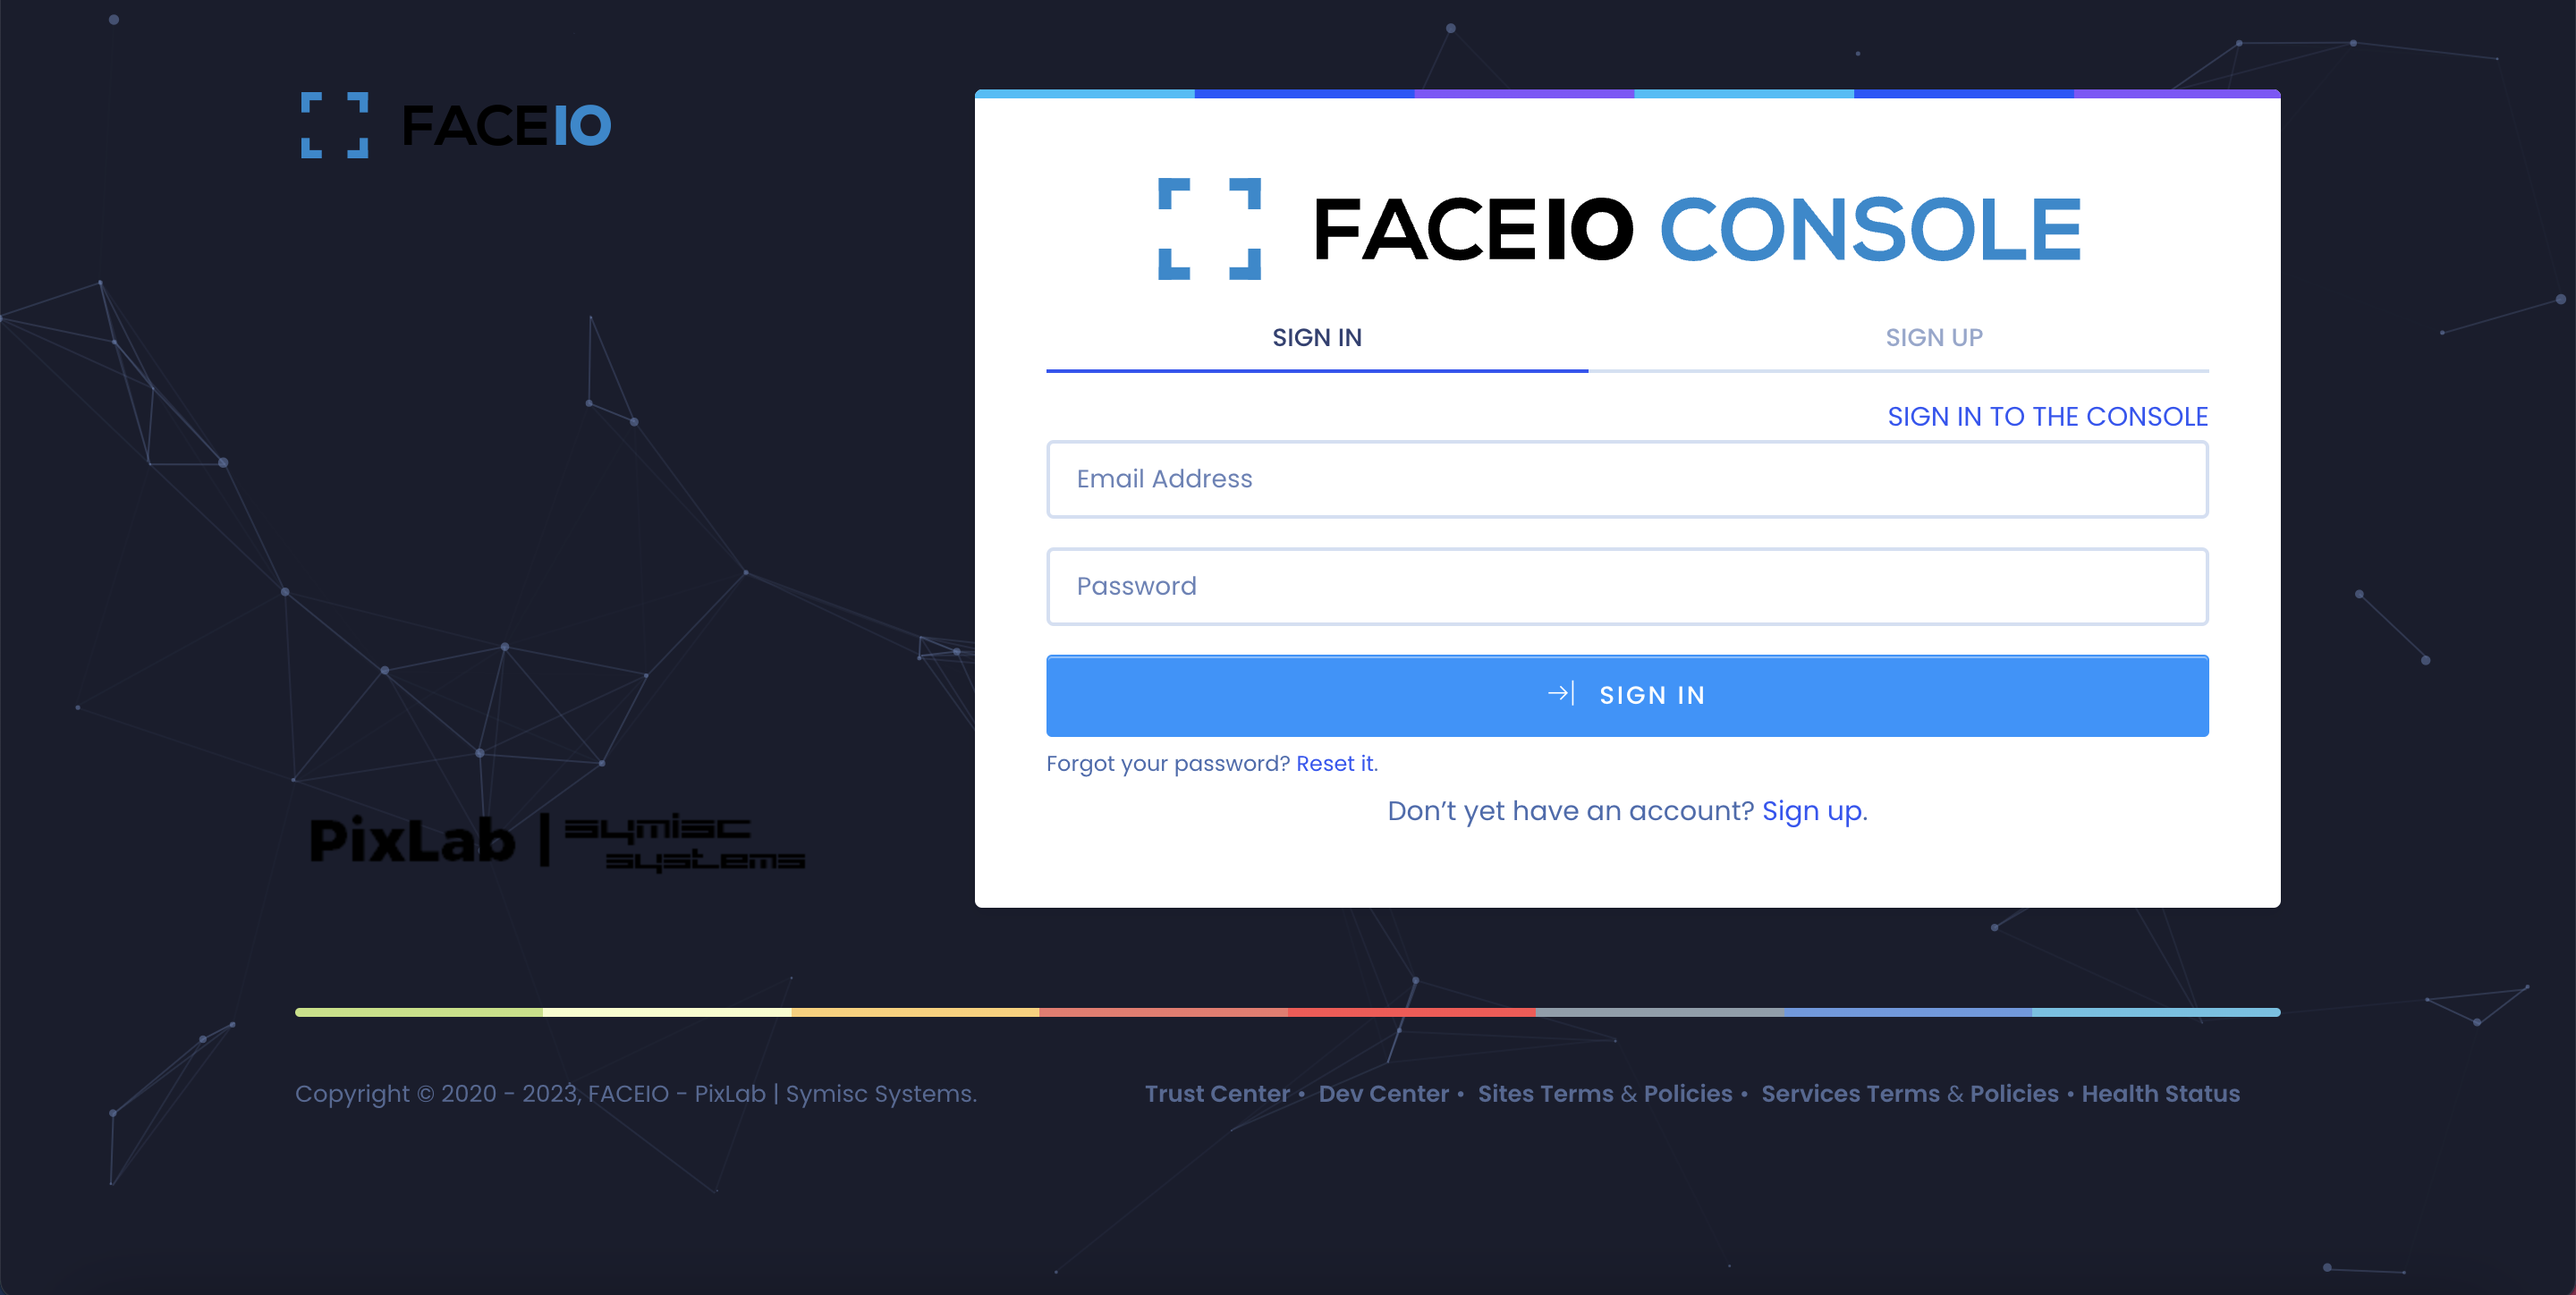 FACEIO
FACEIO CONSOLE
SIGN IN
SIGN UP
SIGN IN TO THE CONSOLE
Email Address
Password
SIGN IN
Forgot your password? Reset it.
Don’t yet have an account? Sign up.
PixLab | symisc
systems
Copyright © 2020 - 2023, FACEIO - PixLab | Symisc Systems.
Trust Center • Dev Center • Sites Terms & Policies • Services Terms & Policies • Health Status